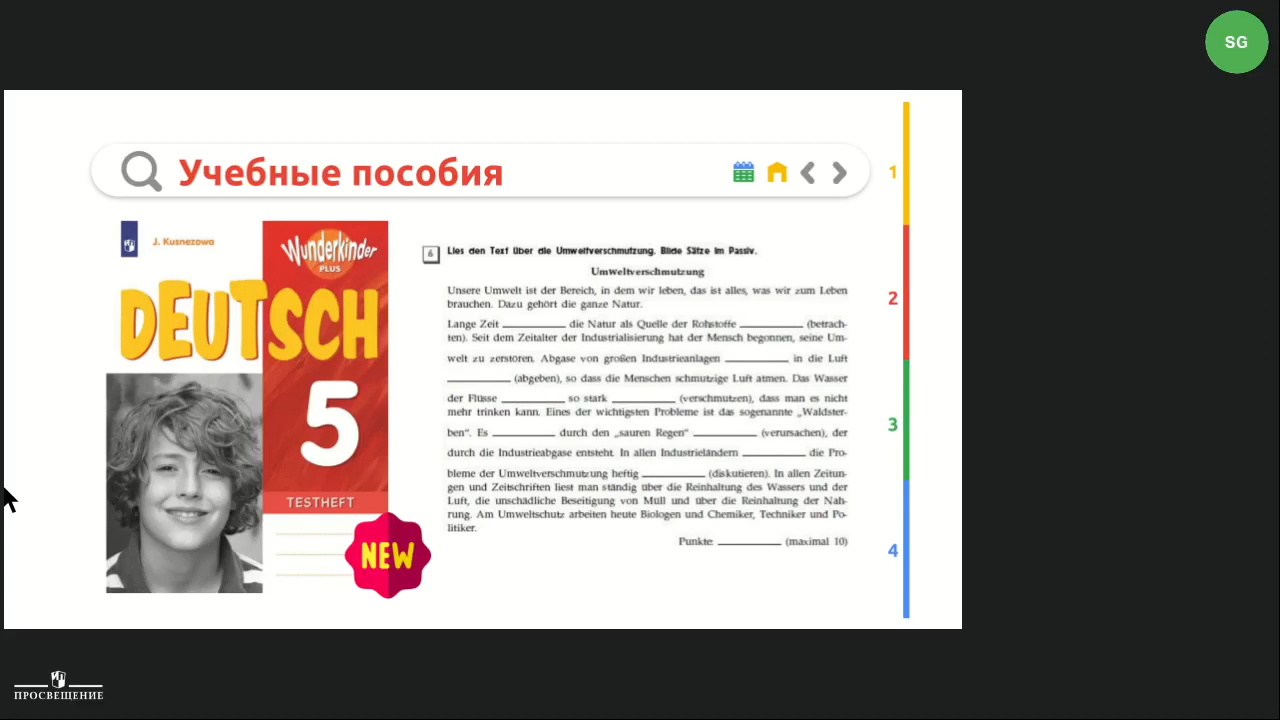 SG
Учебные пособия
1
2
3
4
J. Kusnezowa
Wunderkinder
PLUS
DEUTSCH
5
TESTHEFT
NEW
6 Lies den Text über die Umweltverschmutzung. Bilde Sätze im Passiv.
Umweltverschmutzung
Unsere Umwelt ist der Bereich, in dem wir leben, das ist alles, was wir zum Leben
brauchen. Dazu gehört die ganze Natur.
Lange Zeit __________ die Natur als Quelle der Rohstoffe __________ (betrach-
ten). Seit dem Zeitalter der Industrialisierung hat der Mensch begonnen, seine Um-
welt zu zerstören. Abgase von großen Industrieanlagen __________ in die Luft
__________ (abgeben), so dass die Menschen schmutzige Luft atmen. Das Wasser
der Flüsse __________ so stark __________ (verschmutzen), dass man es nicht
mehr trinken kann. Eines der wichtigsten Probleme ist das sogenannte „Waldster-
ben“. Es __________ durch den „sauren Regen“ __________ (verursachen), der
durch die Industrieabgase entsteht. In allen Industrieländern __________ die Pro-
bleme der Umweltverschmutzung heftig __________ (diskutieren). In allen Zeitun-
gen und Zeitschriften liest man ständig über die Reinhaltung des Wassers und der
Luft, die unschädliche Beseitigung von Müll und über die Reinhaltung der Nah-
rung. Am Umweltschutz arbeiten heute Biologen und Chemiker, Techniker und Po-
litiker.
Punkte __________ (maximal 10)
ПРОСВЕЩЕНИЕ